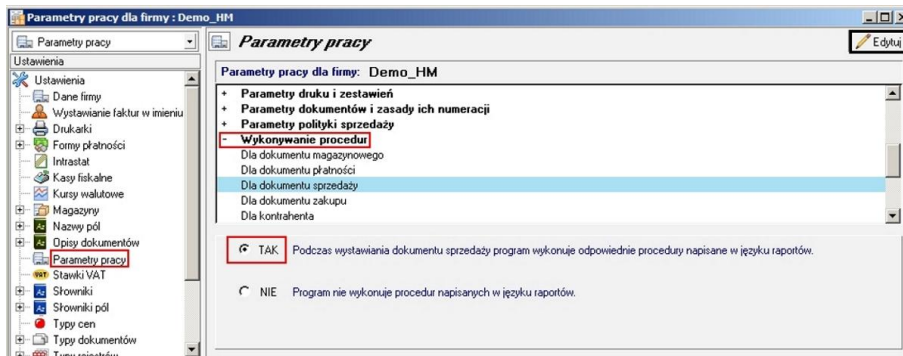 Parametry pracy dla firmy : Demo_HM
Parametry pracy
Ustawienia
Ustawienia
Dane firmy
Wystawianie faktur w imieniu
Drukarki
Formy płatności
Intrastat
Kasy fiskalne
Kursy walutowe
Magazyny
Nazwy pól
Opisy dokumentów
Parametry pracy
Stawki VAT
Słowniki
Słowniki pól
Typy cen
Typy dokumentów
Typy rejestrów
Parametry pracy
Edytuj
Parametry pracy dla firmy: Demo_HM
+ Parametry druku i zestawień
+ Parametry dokumentów i zasady ich numeracji
+ Parametry polityki sprzedaży
- Wykonywanie procedur
Dla dokumentu magazynowego
Dla dokumentu płatności
Dla dokumentu sprzedaży
Dla dokumentu zakupu
Dla kontrahenta
TAK Podczas wystawiania dokumentu sprzedaży program wykonuje odpowiednie procedury napisane w języku raportów.
NIE Program nie wykonuje procedur napisanych w języku raportów.